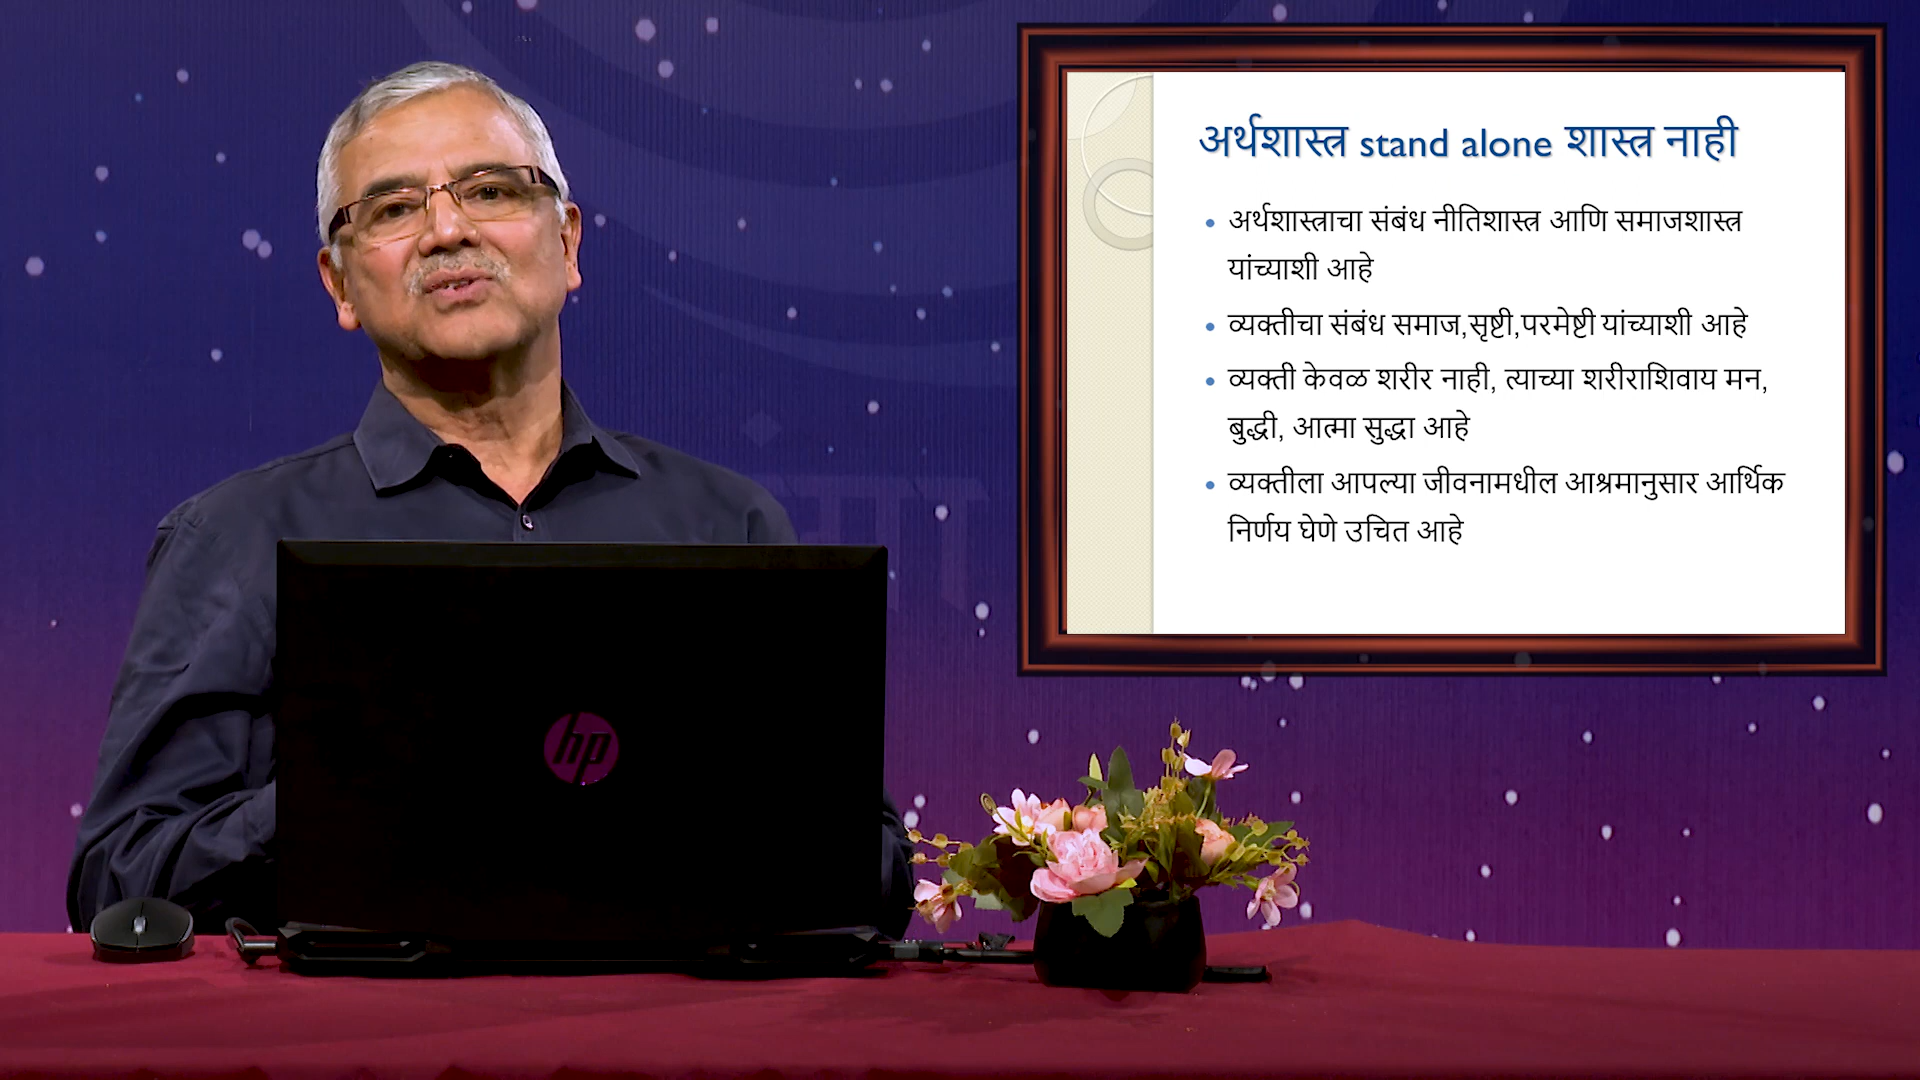 अर्थशास्त्र stand alone शास्त्र नाही
अर्थशास्त्राचा संबंध नीतिशास्त्र आणि समाजशास्त्र
यांच्याशी आहे
व्यक्तीचा संबंध समाज,सृष्टी,परमेष्टी यांच्याशी आहे
व्यक्ती केवळ शरीर नाही, त्याच्या शरीराशिवाय मन,
बुद्धी, आत्मा सुद्धा आहे
व्यक्तीला आपल्या जीवनामधील आश्रमानुसार आर्थिक
निर्णय घेणे उचित आहे
hp